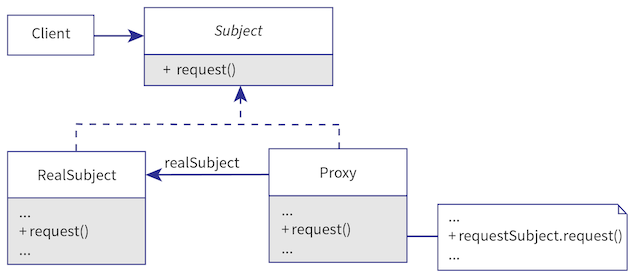 Client
Subject
+ request()
realSubject
RealSubject
...
+ request()
...
Proxy
...
+ request()
...
...
+ requestSubject.request()
...